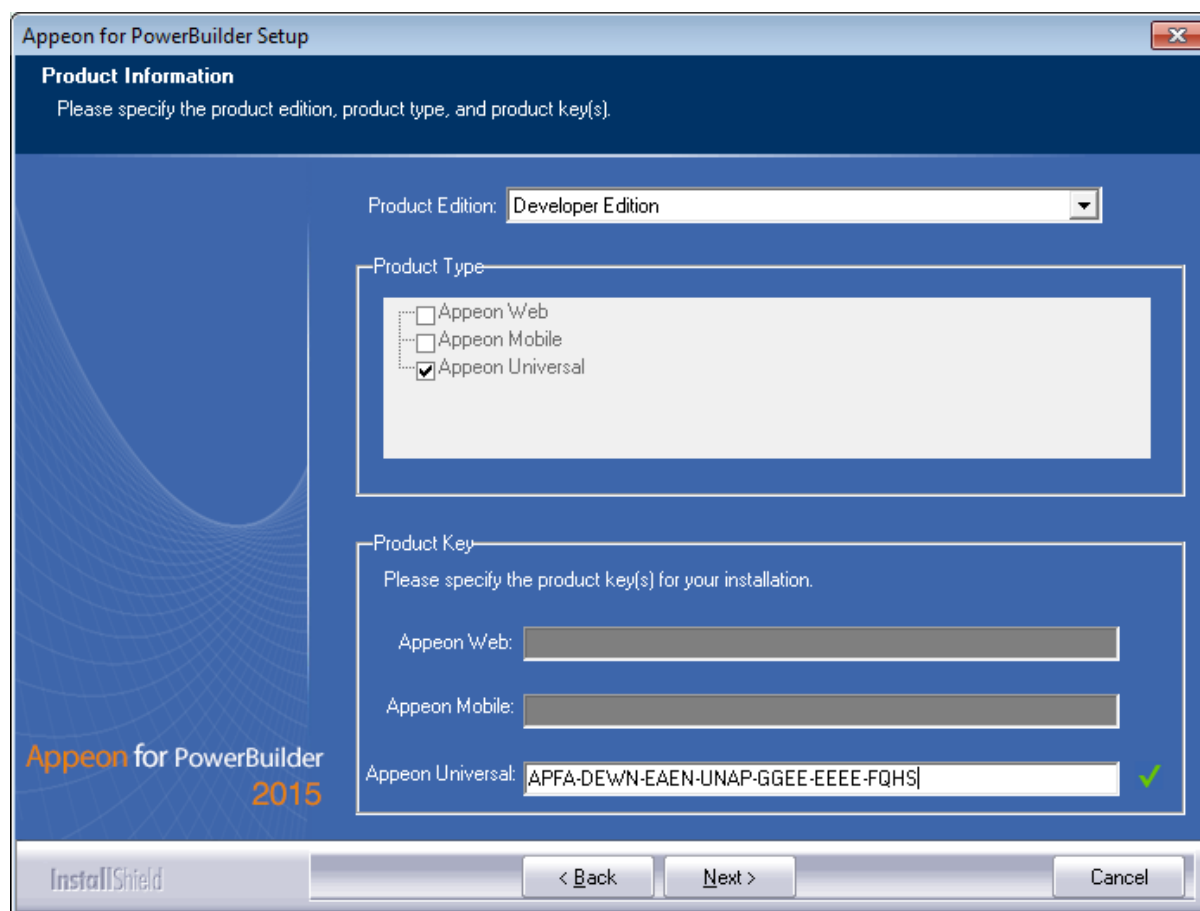 Appeon for PowerBuilder Setup
Product Information
Please specify the product edition, product type, and product key(s).
Product Edition: Developer Edition
Product Type
Appeon Web
Appeon Mobile
Appeon Universal
Product Key
Please specify the product key(s) for your installation.
Appeon Web:
Appeon Mobile:
Appeon Universal: APFA-DEWN-EAEN-UNAP-GGEE-EEEE-FQHS
Appeon for PowerBuilder
2015
InstallShield
< Back
Next >
Cancel